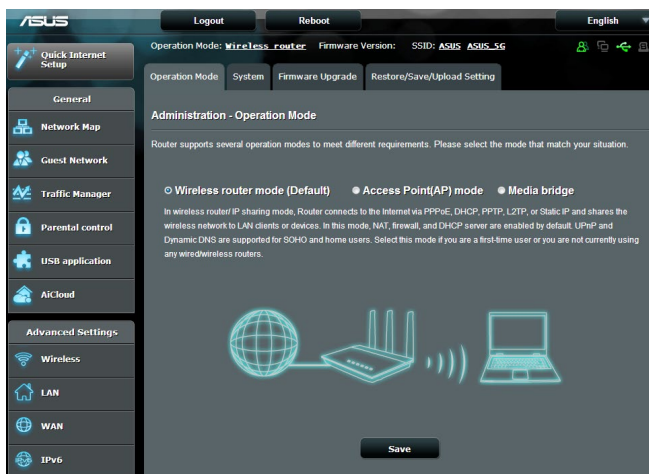 ASUS
Logout
Reboot
English
Quick Internet
Setup
Operation Mode: Wireless router Firmware Version: SSID: ASUS ASUS_5G
Operation Mode
System
Firmware Upgrade
Restore/Save/Upload Setting
General
Network Map
Guest Network
Traffic Manager
Parental control
USB application
AiCloud
Advanced Settings
Wireless
LAN
WAN
IPv6
Administration - Operation Mode
Router supports several operation modes to meet different requirements. Please select the mode that match your situation.
Wireless router mode (Default) Access Point(AP) mode Media bridge
In wireless router/ IP sharing mode, Router connects to the Internet via PPPoE, DHCP, PPTP, L2TP, or Static IP and shares the
wireless network to LAN clients or devices. In this mode, NAT, firewall, and DHCP server are enabled by default. UPnP and
Dynamic DNS are supported for SOHO and home users. Select this mode if you are a first-time user or you are not currently using
any wired/wireless routers.
Save